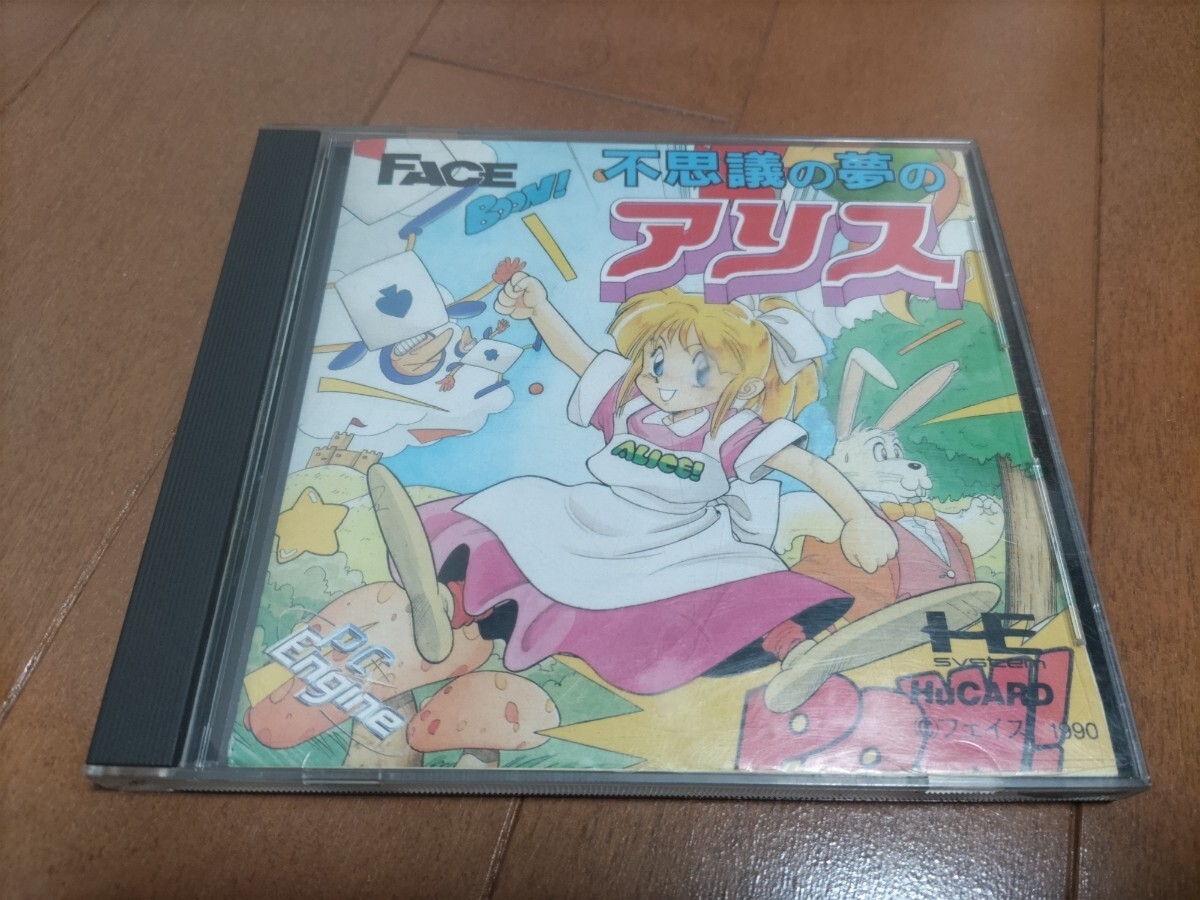 FACE
BOOM!
不思議の夢の
アリス
ALICE!
PC Engine
HE
SYSTEM
HuCARD
©フェイス 1990